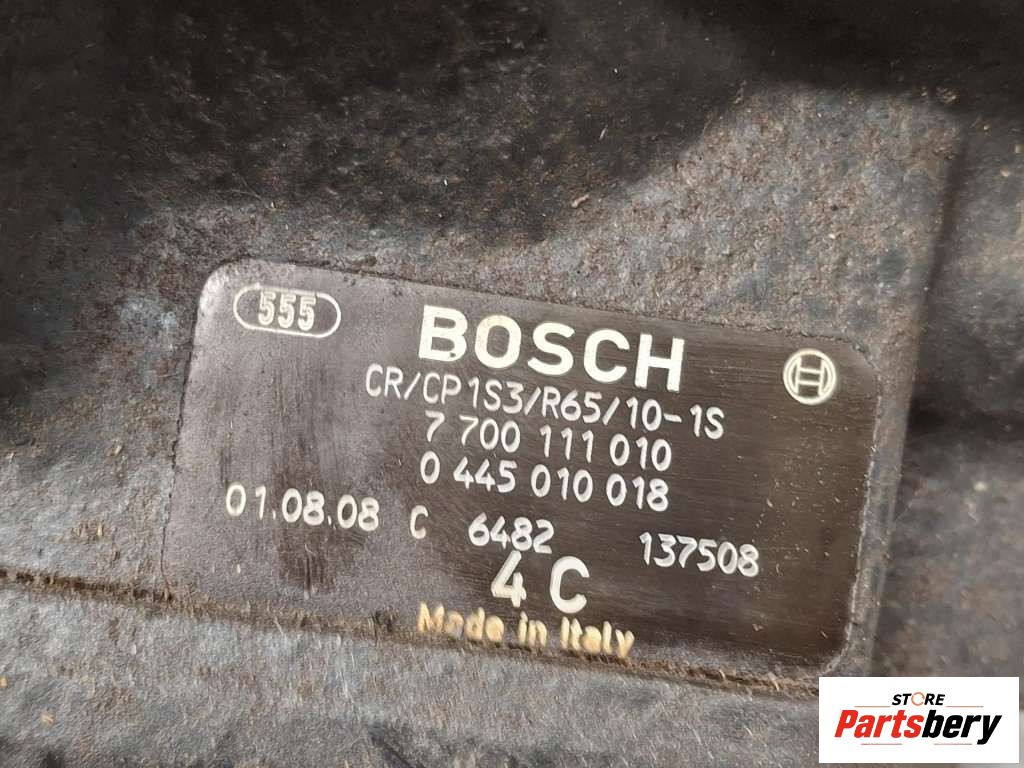 555
BOSCH
CR/CP1S3/R65/10-1S
7 700 111 010
0 445 010 018
01.08.08 C 6482 137508
4 C
Made in Italy
STORE
Partsbery